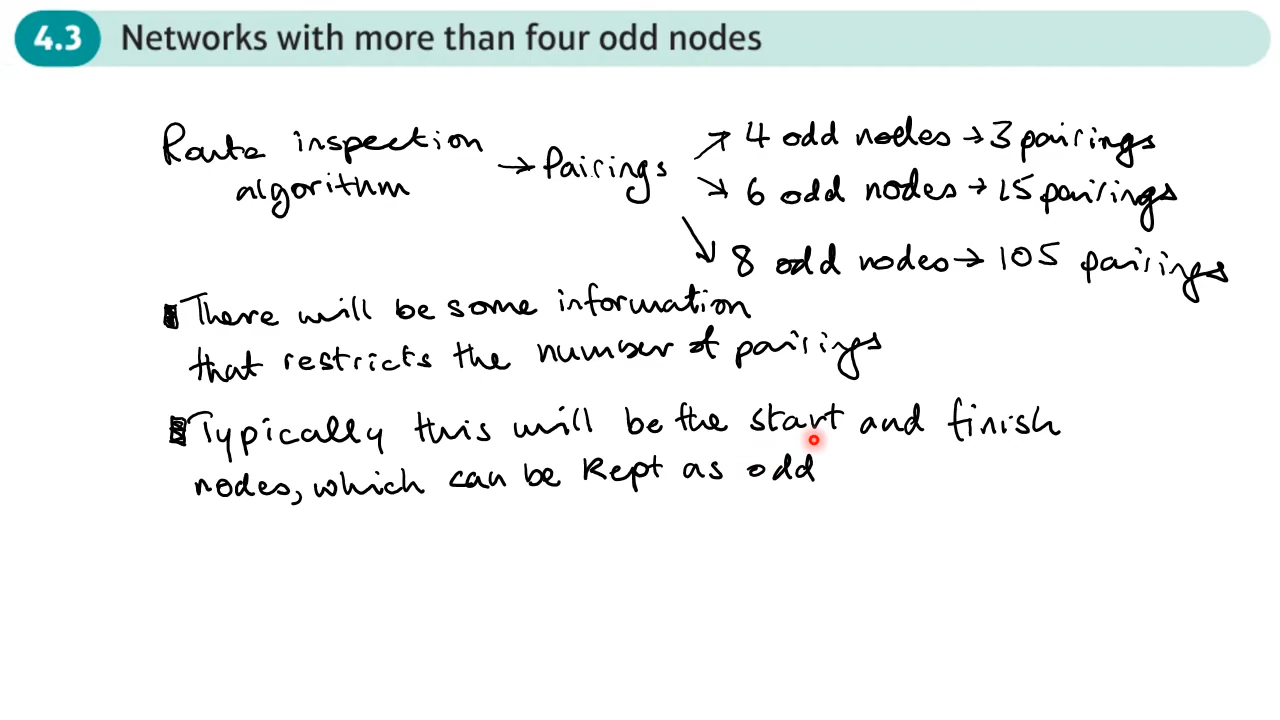 4.3 Networks with more than four odd nodes
Route inspection algorithm → Pairings
→ 4 odd nodes → 3 pairings
→ 6 odd nodes → 15 pairings
→ 8 odd nodes → 105 pairings
There will be some information
that restricts the number of pairings
Typically this will be the start and finish
nodes, which can be kept as odd